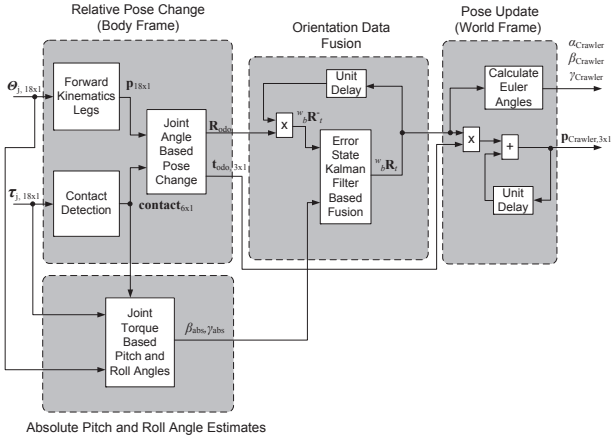 Relative Pose Change
(Body Frame)
Orientation Data
Fusion
Pose Update
(World Frame)
Θj, 18x1
Forward
Kinematics
Legs
p18x1
Joint
Angle
Based
Pose
Change
Rodo
todo, 3x1
τj, 18x1
Contact
Detection
contact6x1
Unit
Delay
x
w bR-t
Error
State
Kalman
Filter
Based
Fusion
w bRt
Calculate
Euler
Angles
αCrawler
βCrawler
γCrawler
x
+
pCrawler,3x1
Unit
Delay
Joint
Torque
Based
Pitch and
Roll Angles
βabs,γabs
Absolute Pitch and Roll Angle Estimates